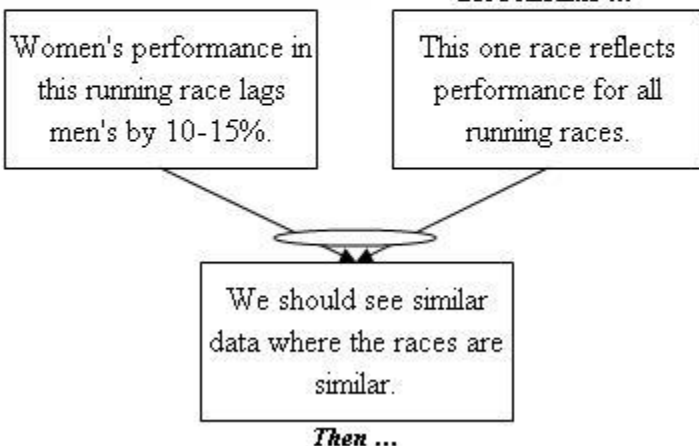 Women's performance in
this running race lags
men's by 10-15%.
This one race reflects
performance for all
running races.
We should see similar
data where the races are
similar.
Then ...